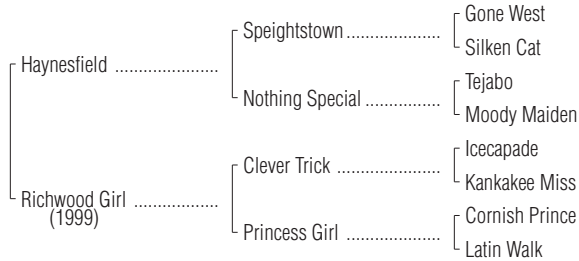 Gone West
Speightstown
Silken Cat
Haynesfield
Tejabo
Nothing Special
Moody Maiden
Icecapade
Clever Trick
Kankakee Miss
Richwood Girl
(1999)
Cornish Prince
Princess Girl
Latin Walk